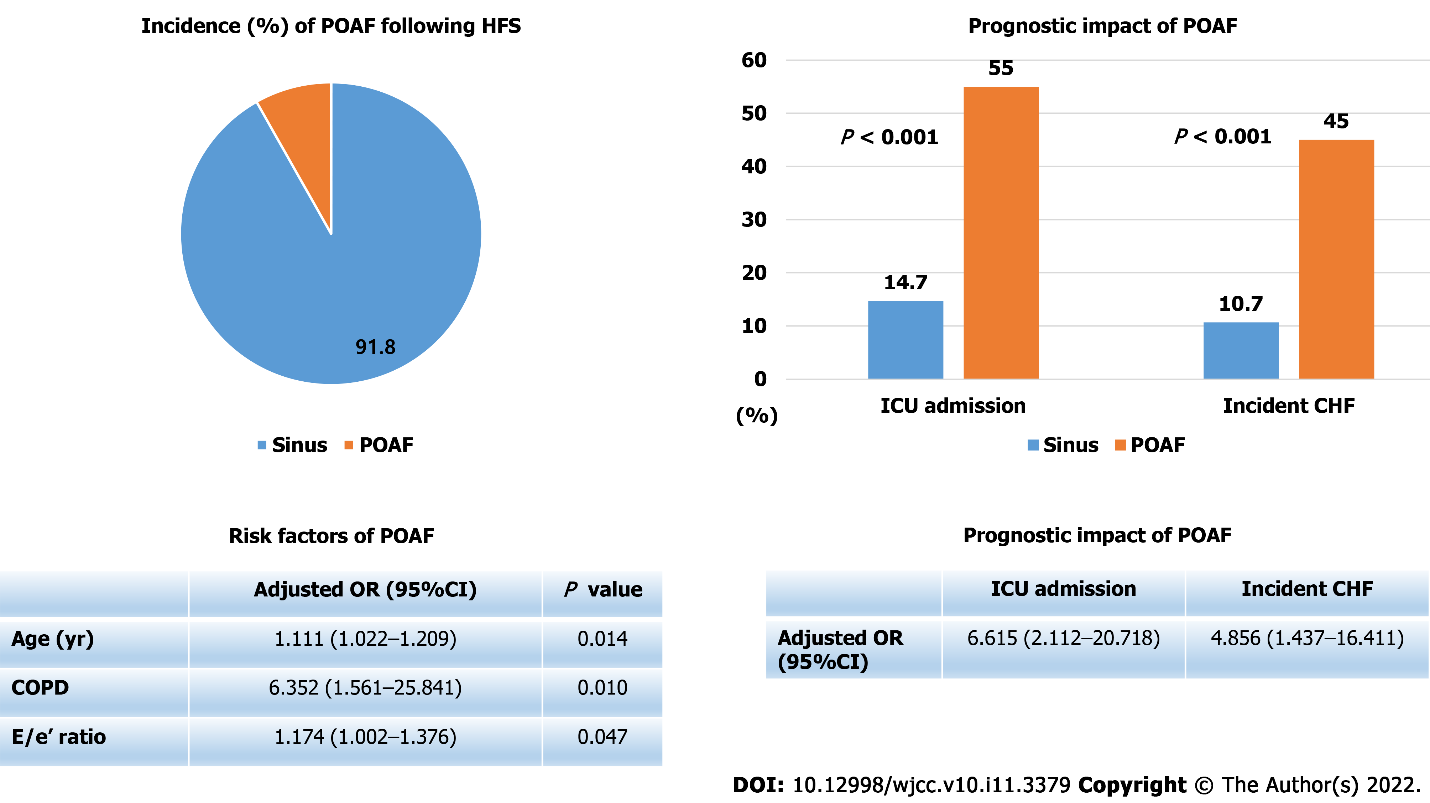 Incidence (%) of POAF following HFS
91.8
Sinus POAF
Prognostic impact of POAF
60
50
40
30
20
10
0
(%)
P < 0.001
P < 0.001
14.7
55
10.7
45
ICU admission
Incident CHF
Sinus POAF
Risk factors of POAF
Adjusted OR (95%CI) P value
Age (yr) 1.111 (1.022–1.209) 0.014
COPD 6.352 (1.561–25.841) 0.010
E/e’ ratio 1.174 (1.002–1.376) 0.047
Prognostic impact of POAF
ICU admission Incident CHF
Adjusted OR 6.615 (2.112–20.718) 4.856 (1.437–16.411)
(95%CI)
DOI: 10.12998/wjcc.v10.i11.3379 Copyright © The Author(s) 2022.